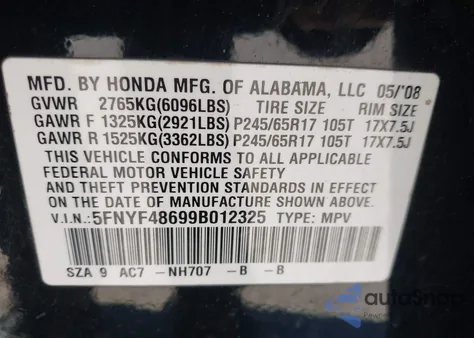 MFD. BY HONDA MFG. OF ALABAMA, LLC 05/'08
GVWR 2765KG(6096LBS) TIRE SIZE RIM SIZE
GAWR F 1325KG(2921LBS) P245/65R17 105T 17X7.5J
GAWR R 1525KG(3362LBS) P245/65R17 105T 17X7.5J
THIS VEHICLE CONFORMS TO ALL APPLICABLE
FEDERAL MOTOR VEHICLE SAFETY AND
THEFT PREVENTION STANDARD IN EFFECT
ON THE DATE OF MANUFACTURE SHOWN ABOVE.
V.I.N.: 5FNYF48699B012325 TYPE: MPV
SZA 9 AC7 -NH707 -B -B
autoSnap